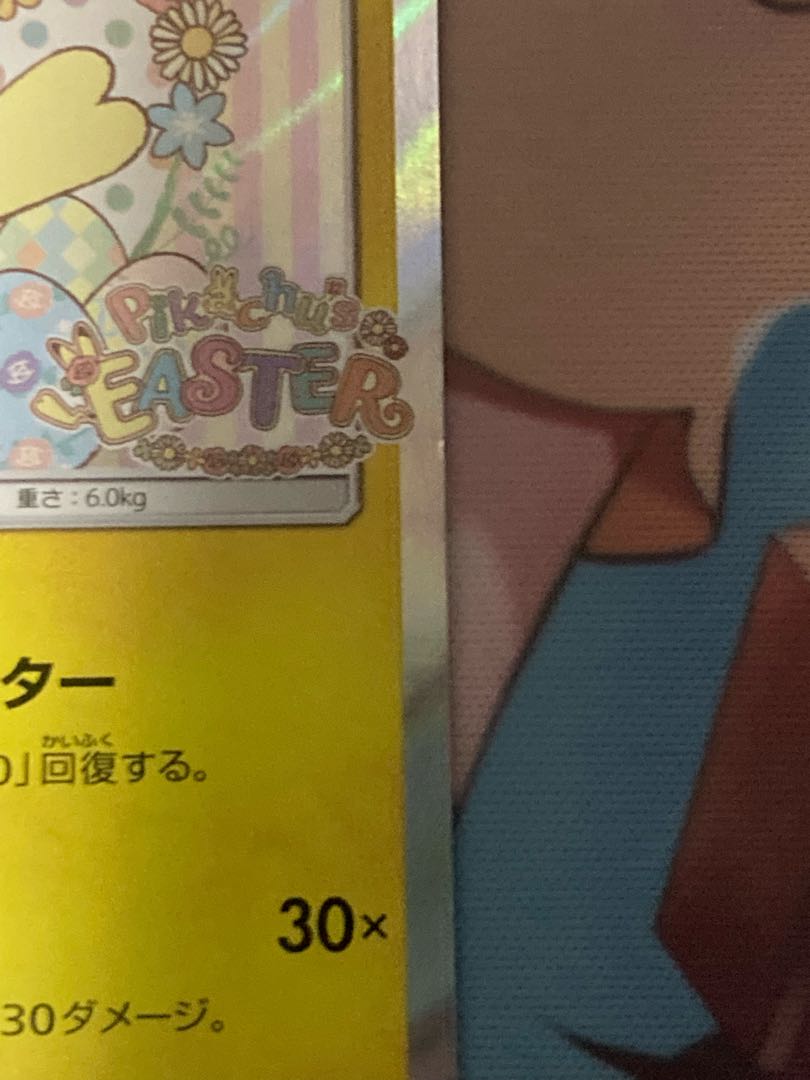 Pikachu's
EASTER
重さ：6.0kg
ター
かいふく
」回復する。
30×
30ダメージ。